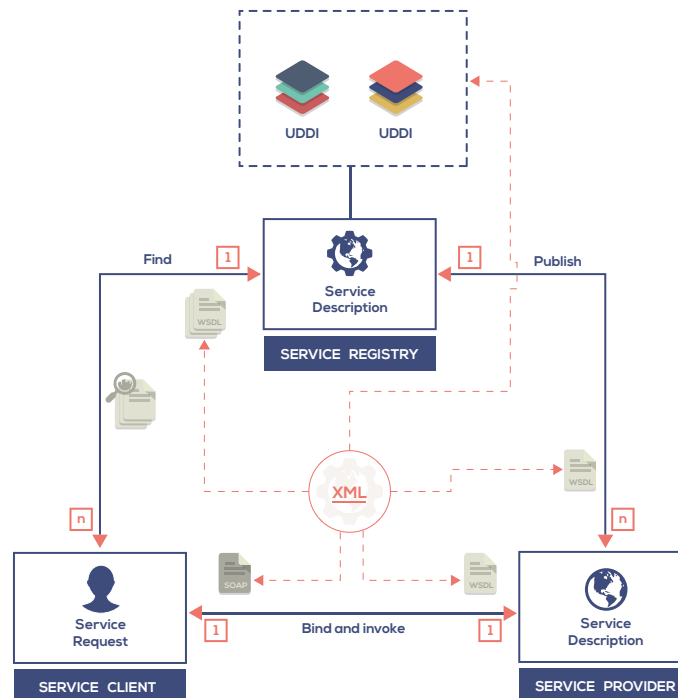 UDDI
UDDI
Find
1
1
Publish
Service
Description
WSDL
SERVICE REGISTRY
XML
WSDL
n
n
SOAP
WSDL
Service
Request
1
Bind and invoke
1
Service
Description
SERVICE CLIENT
SERVICE PROVIDER